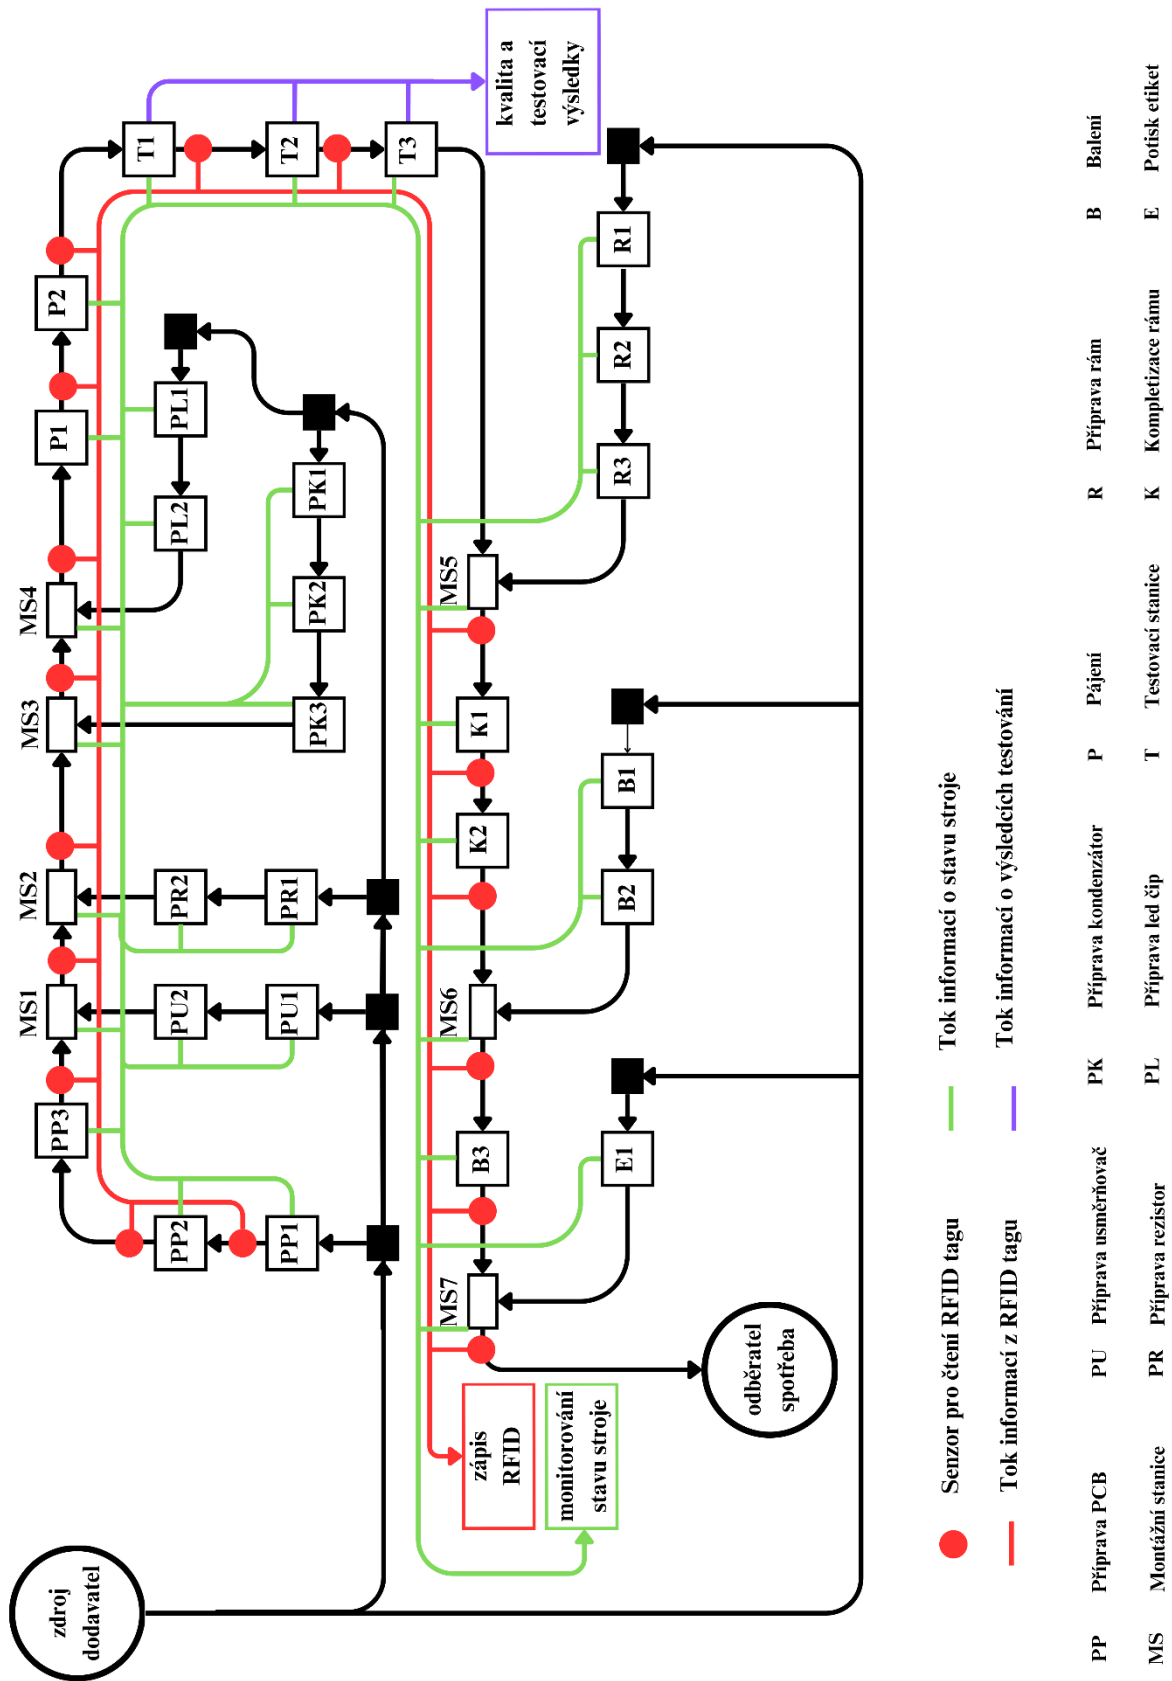 zdroj
dodavatel
PP1
PP2
PP3
MS1
PU2
PU1
MS2
PR2
PR1
MS3
PK3
PK2
PK1
MS4
PL2
PL1
P1
P2
T1
T2
T3
kvalita a
testovací
výsledky
zápis
RFID
monitorování
stavu stroje
MS7
B3
MS6
K2
K1
MS5
odběratel
spotřeba
E1
B2
B1
R3
R2
R1
Senzor pro čtení RFID tagu
Tok informací o stavu stroje
Tok informací z RFID tagu
Tok informací o výsledcích testování
PP Příprava PCB PU Příprava usměrňovač PK Příprava kondenzátor P Pájení R Příprava rám B Balení
MS Montážní stanice PR Příprava rezistor PL Příprava led čip T Testovací stanice K Kompletizace rámu E Potisk etiket